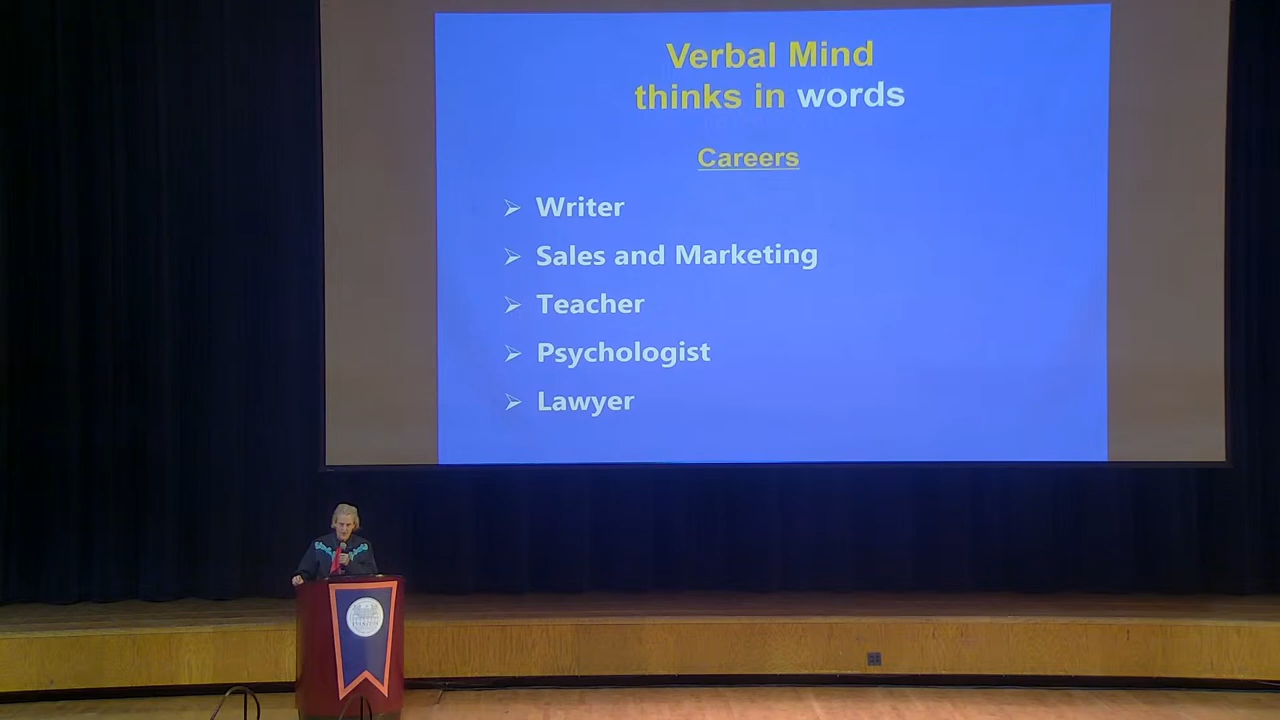 Verbal Mind
thinks in words
Careers
Writer
Sales and Marketing
Teacher
Psychologist
Lawyer